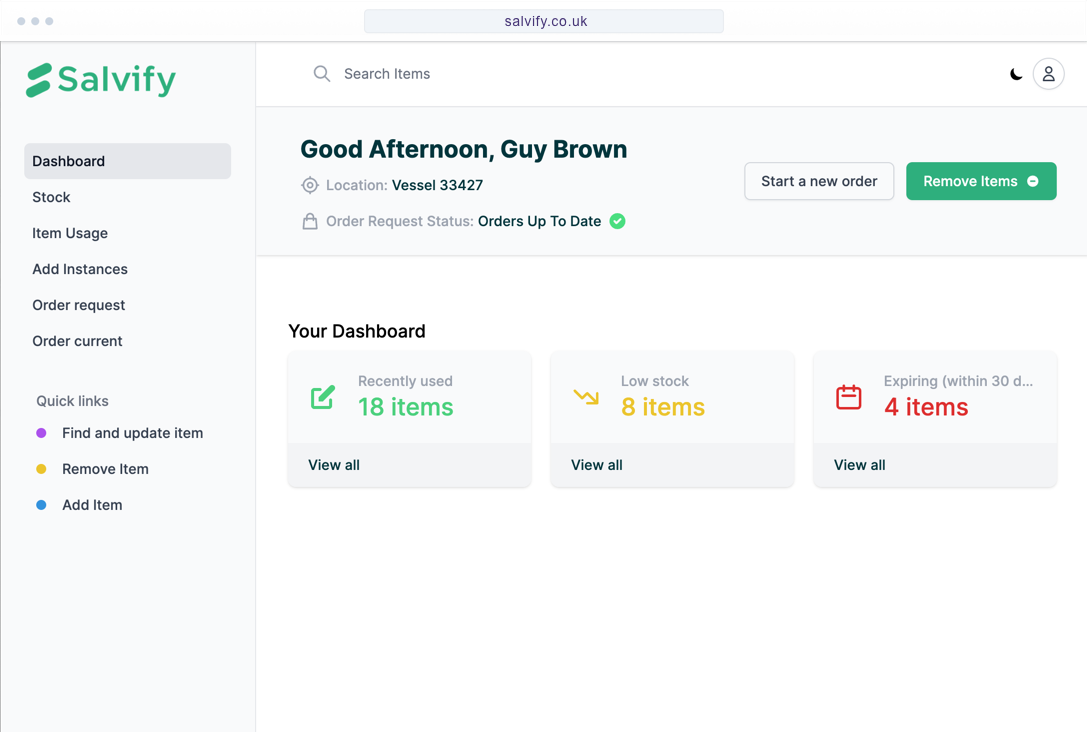 salvify.co.uk
Salvify
Search Items
Dashboard
Stock
Item Usage
Add Instances
Order request
Order current
Quick links
Find and update item
Remove Item
Add Item
Good Afternoon, Guy Brown
Location: Vessel 33427
Order Request Status: Orders Up To Date
Start a new order
Remove Items
Your Dashboard
Recently used
18 items
View all
Low stock
8 items
View all
Expiring (within 30 d...
4 items
View all